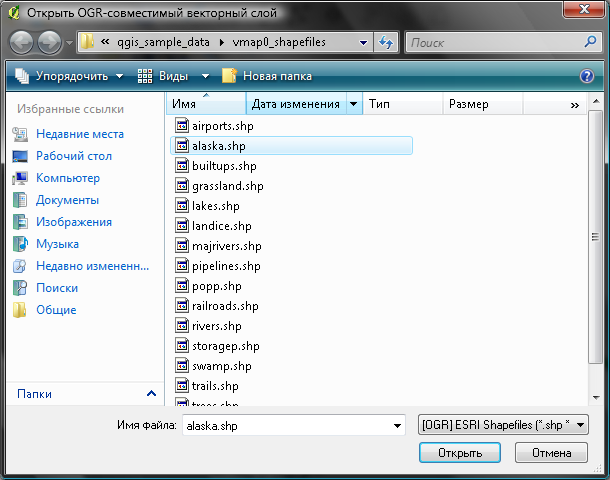 Открыть OGR-совместимый векторный слой
« qgis_sample_data vmap0_shapefiles Поиск
Упорядочить Виды Новая папка
Избранные ссылки
Недавние места
Рабочий стол
Компьютер
Документы
Изображения
Музыка
Недавно измененн...
Поиски
Общие
Папки
Имя Дата изменения Тип Размер »
airports.shp
alaska.shp
builtups.shp
grassland.shp
lakes.shp
landice.shp
majrivers.shp
pipelines.shp
popp.shp
railroads.shp
rivers.shp
storagep.shp
swamp.shp
trails.shp
trees.shp
Имя файла: alaska.shp [OGR] ESRI Shapefiles (*.shp *
Открыть Отмена